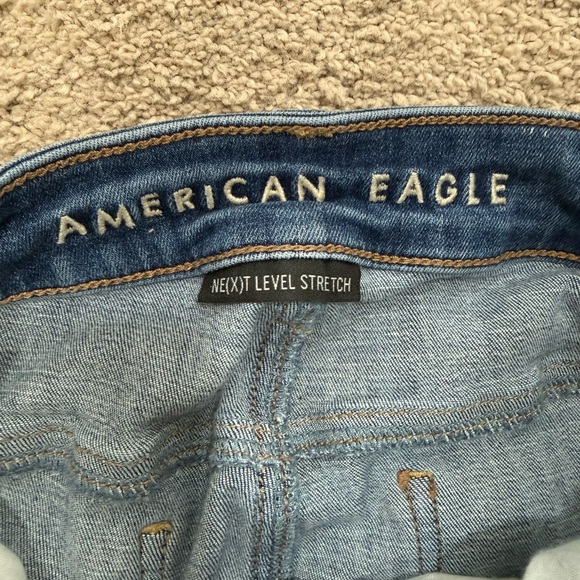 AMERICAN EAGLE
NE(X)T LEVEL STRETCH